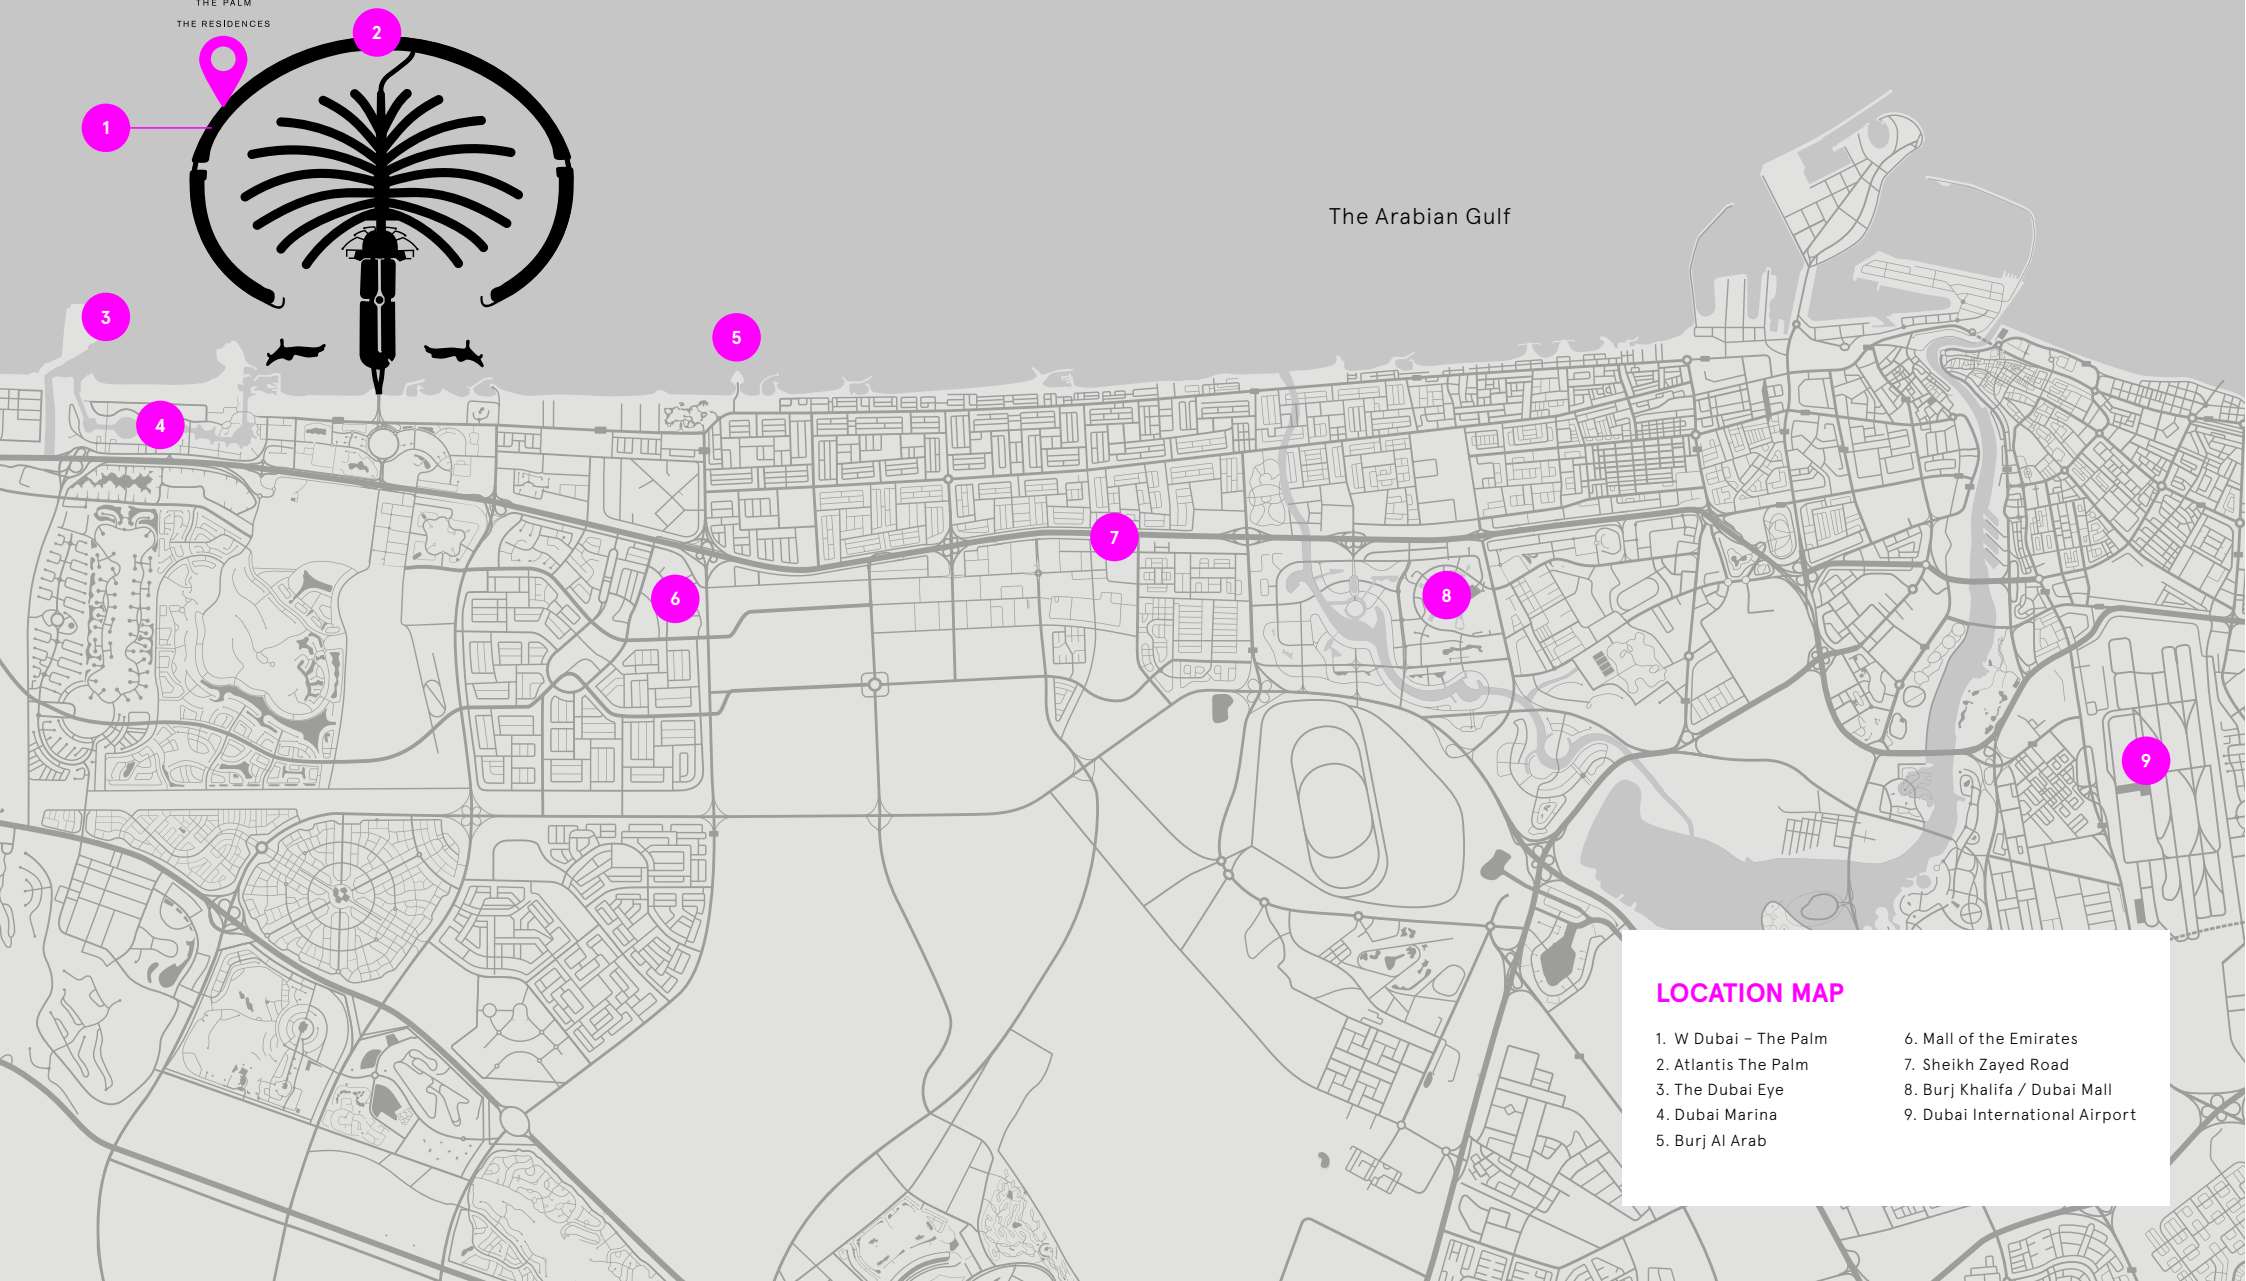 THE PALM
THE RESIDENCES
2
1
The Arabian Gulf
3
5
4
7
6
8
9
LOCATION MAP
1. W Dubai – The Palm
2. Atlantis The Palm
3. The Dubai Eye
4. Dubai Marina
5. Burj Al Arab
6. Mall of the Emirates
7. Sheikh Zayed Road
8. Burj Khalifa / Dubai Mall
9. Dubai International Airport